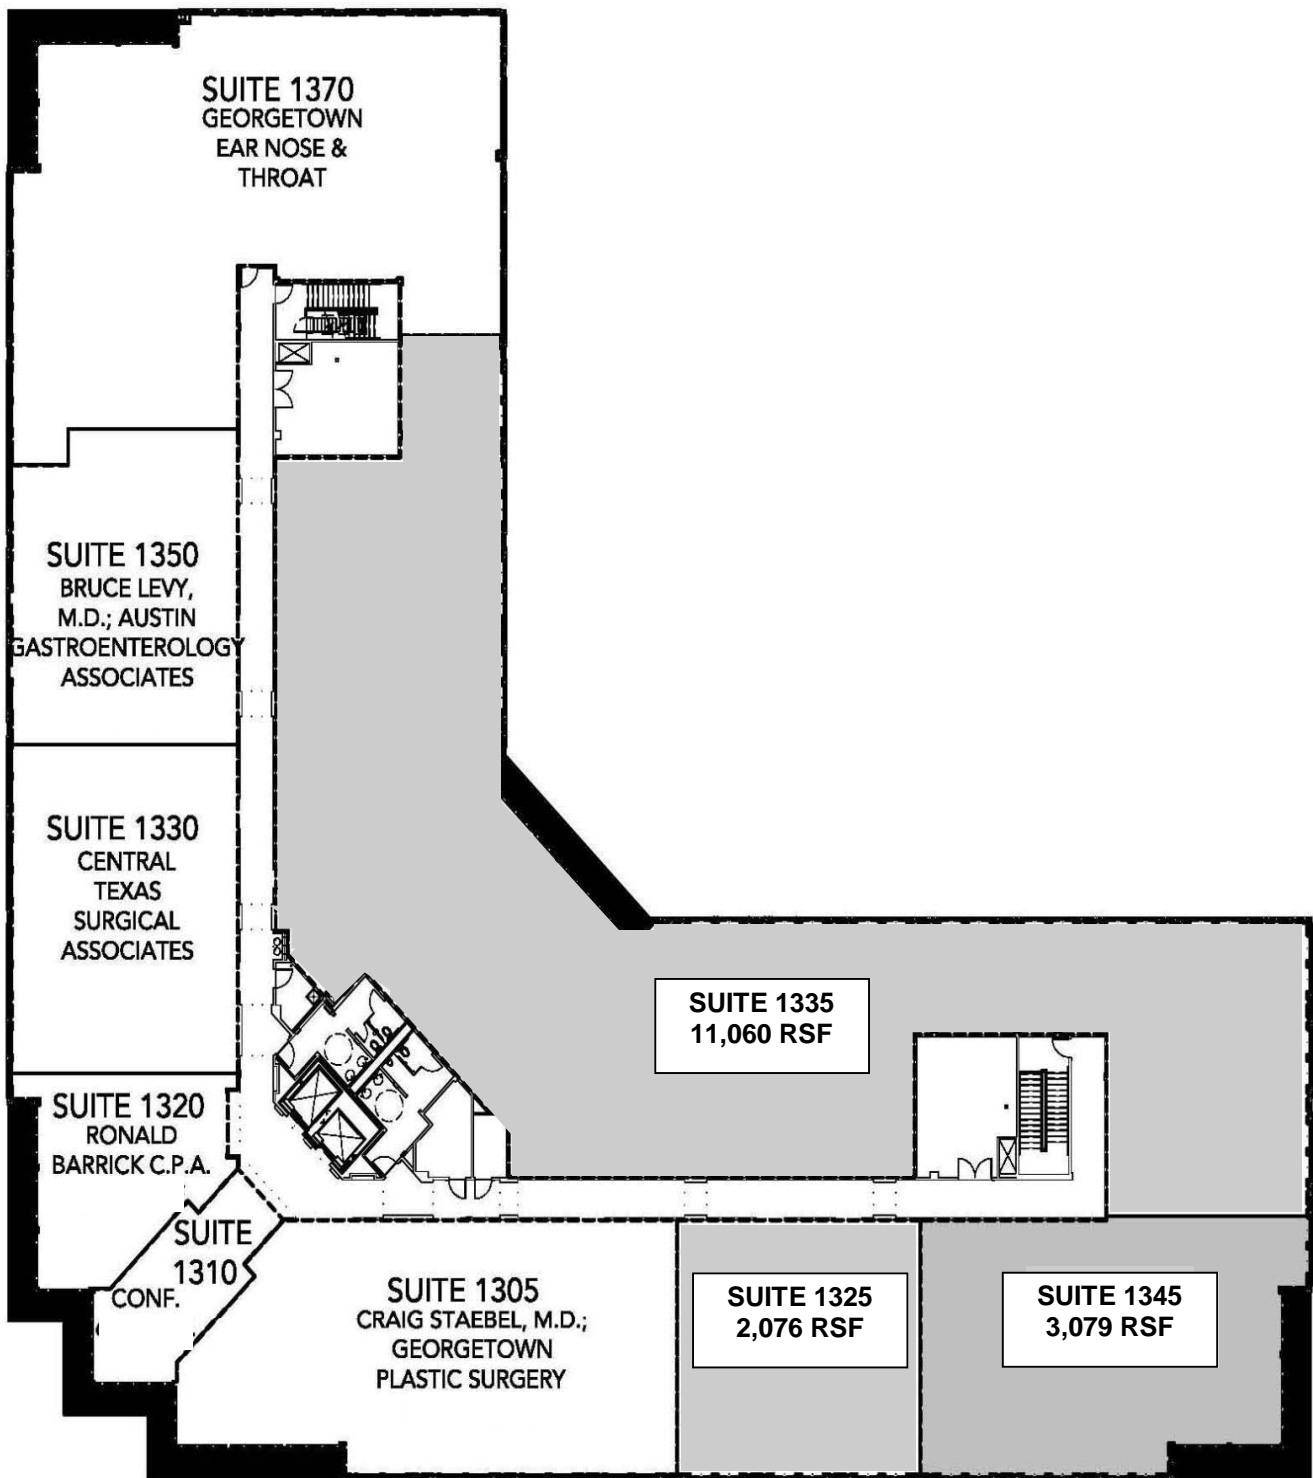 SUITE 1370
GEORGETOWN
EAR NOSE &
THROAT
SUITE 1350
BRUCE LEVY,
M.D.; AUSTIN
GASTROENTEROLOGY
ASSOCIATES
SUITE 1330
CENTRAL
TEXAS
SURGICAL
ASSOCIATES
SUITE 1335
11,060 RSF
SUITE 1320
RONALD
BARRICK C.P.A.
SUITE
1310
CONF.
SUITE 1305
CRAIG STAEBEL, M.D.;
GEORGETOWN
PLASTIC SURGERY
SUITE 1325
2,076 RSF
SUITE 1345
3,079 RSF